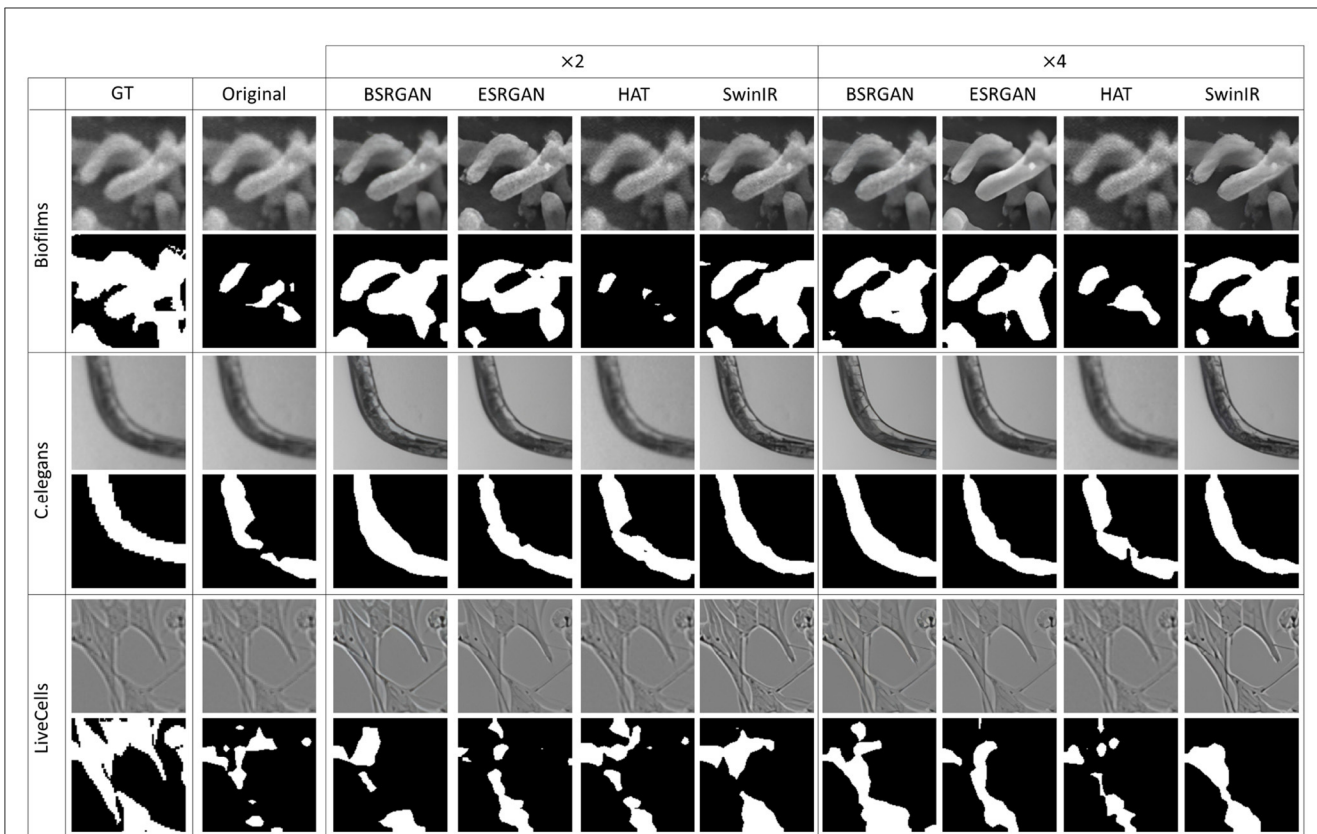 ×2 ×4
GT Original BSRGAN ESRGAN HAT SwinIR BSRGAN ESRGAN HAT SwinIR
Biofilms
C.elegans
LiveCells